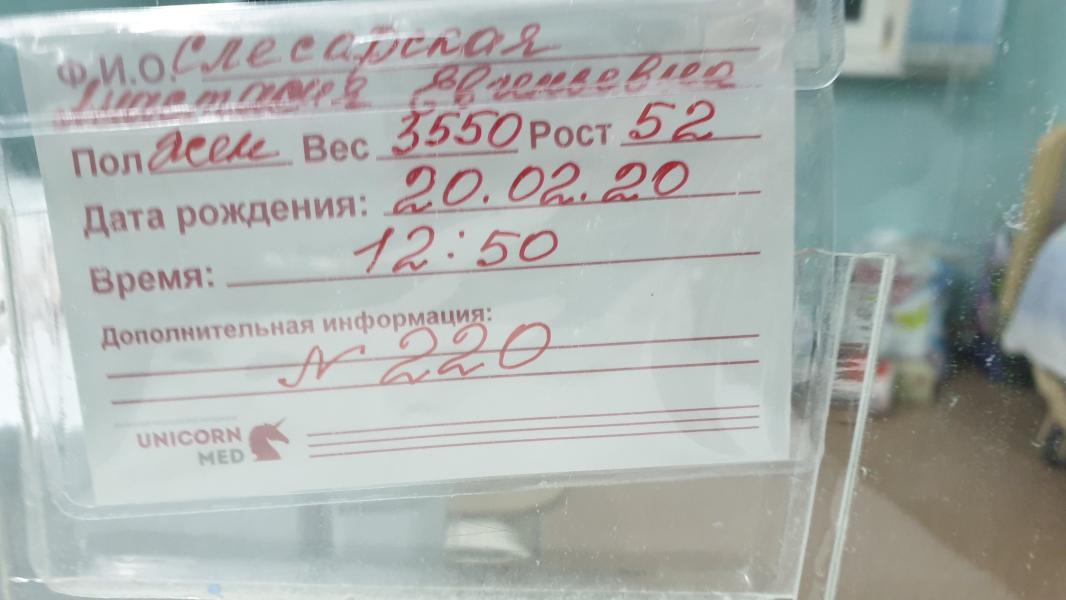 Ф.И.О. Слесарская
Анастасия Евгеньевна
Пол жен Вес 3550 Рост 52
Дата рождения: 20.02.20
Время: 12:50
Дополнительная информация:
N 220
UNICORN
MED